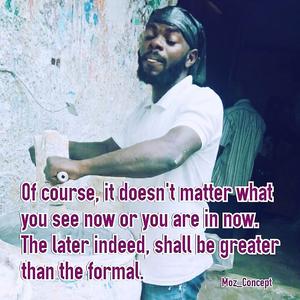 Of course, it doesn't matter what
you see now or you are in now.
The later indeed, shall be greater
than the formal.
Moz_Concept